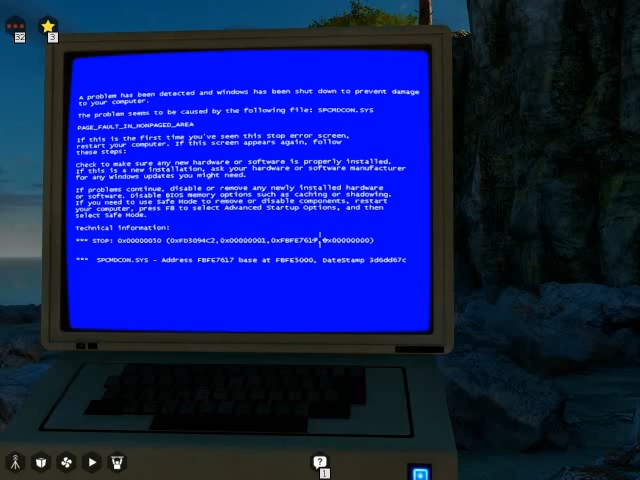 32
3
A problem has been detected and windows has been shut down to prevent damage
to your computer.
The problem seems to be caused by the following file: SPCMDCON.SYS
PAGE_FAULT_IN_NONPAGED_AREA
If this is the first time you've seen this Stop error screen,
restart your computer. If this screen appears again, follow
these steps:
Check to make sure any new hardware or software is properly installed.
If this is a new installation, ask your hardware or software manufacturer
for any windows updates you might need.
If problems continue, disable or remove any newly installed hardware
or software. Disable BIOS memory options such as caching or shadowing.
If you need to use Safe Mode to remove or disable components, restart
your computer, press F8 to select Advanced Startup Options, and then
select Safe Mode.
Technical information:
*** STOP: 0x00000050 (0xFD3094C2,0x00000001,0xFBFE7617,0x00000000)
*** SPCMDCON.SYS - Address FBFE7617 base at FBFE5000, DateStamp 3d6dd67c
?
1